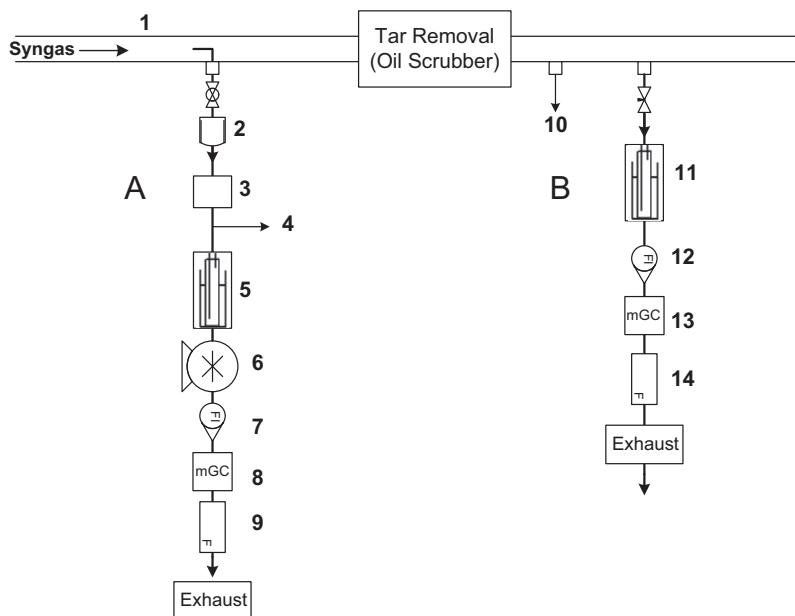 1
Syngas
Tar Removal
(Oil Scrubber)
2
10
A
3
B
11
4
5
FI
12
6
mGC
13
FI
7
F
14
mGC
8
Exhaust
F
9
Exhaust